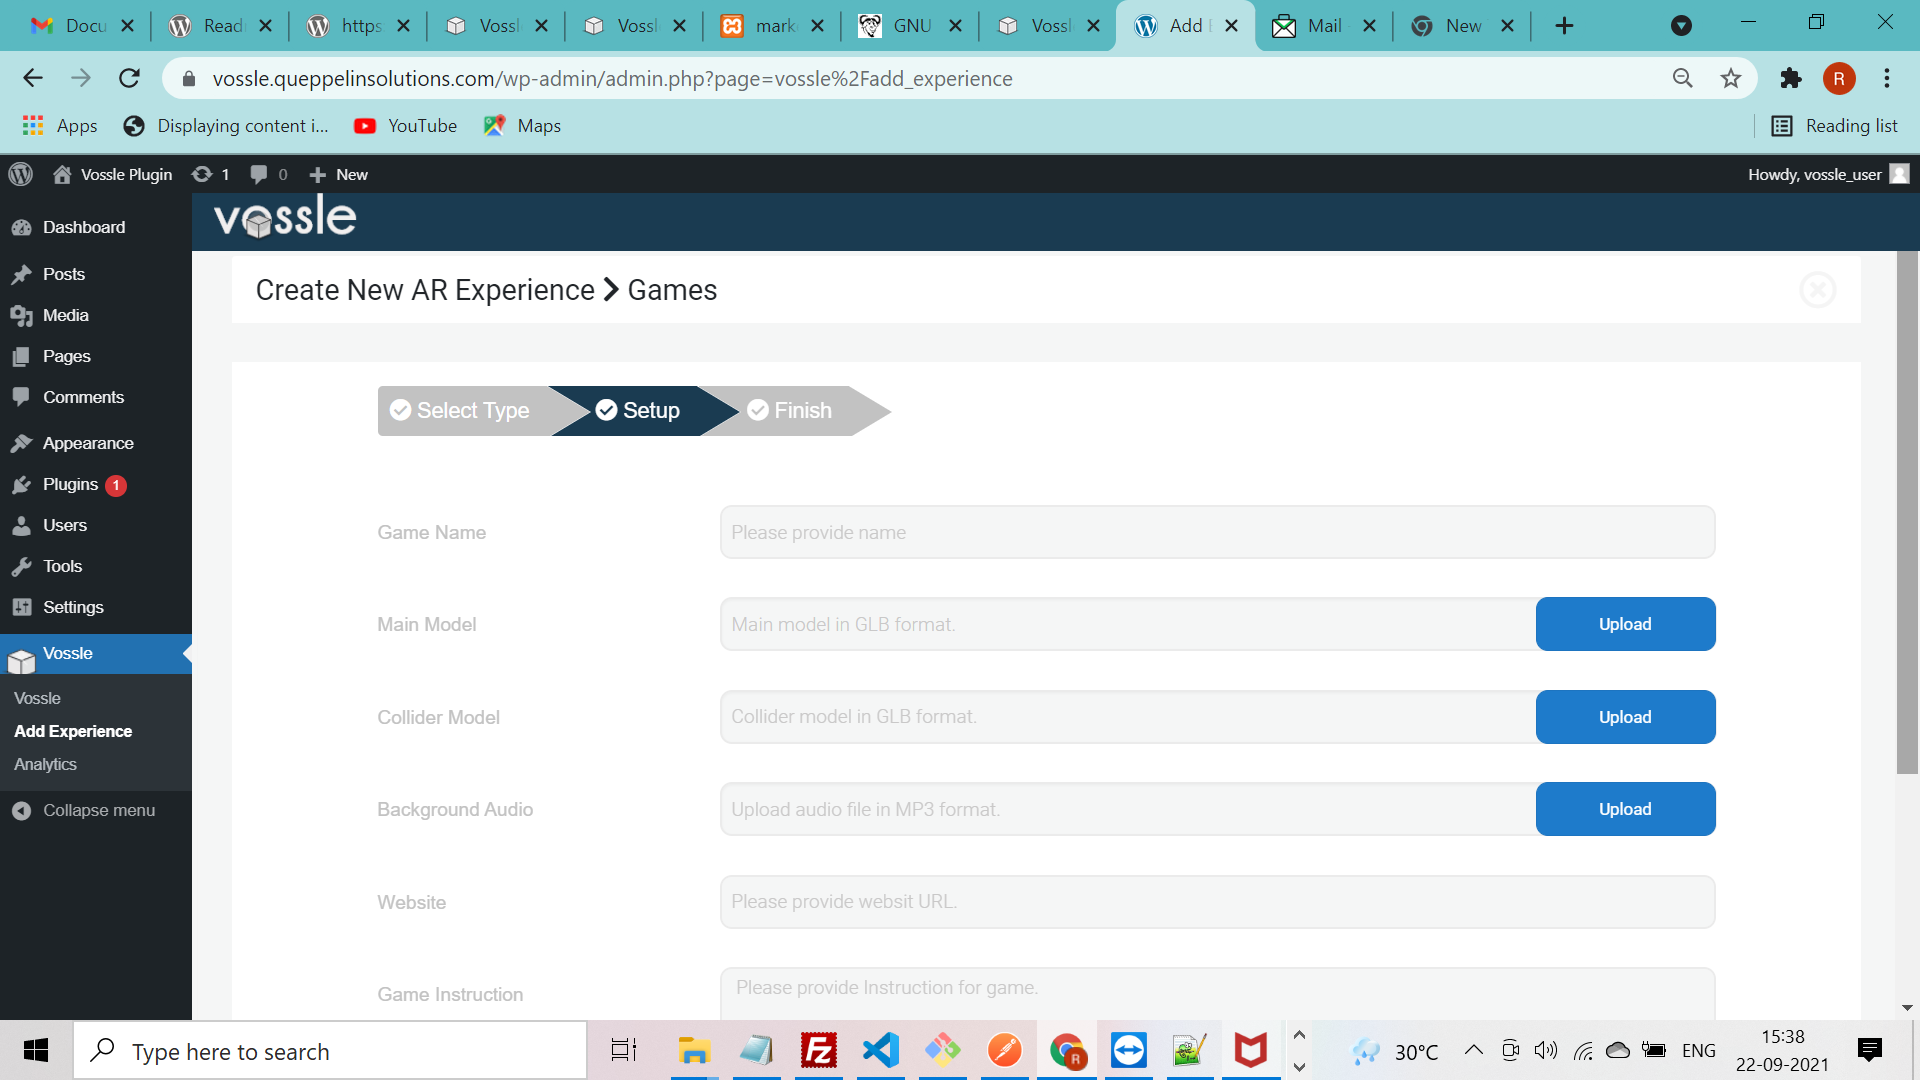 Docu
Read
https
Vossl
Vossl
mark
GNU
Vossl
Add E
Mail
New
vossle.queppelinsolutions.com/wp-admin/admin.php?page=vossle%2Fadd_experience
R
Apps
Displaying content i...
YouTube
Maps
Reading list
Vossle Plugin
1
0
New
Howdy, vossle_user
Dashboard
Posts
Media
Pages
Comments
Appearance
Plugins 1
Users
Tools
Settings
Vossle
Vossle
Add Experience
Analytics
Collapse menu
vossle
Create New AR Experience > Games
Select Type
Setup
Finish
Game Name
Please provide name
Main Model
Main model in GLB format.
Upload
Collider Model
Collider model in GLB format.
Upload
Background Audio
Upload audio file in MP3 format.
Upload
Website
Please provide websit URL.
Game Instruction
Please provide Instruction for game.
Type here to search
Fz
R
30°C
ENG
15:38
22-09-2021